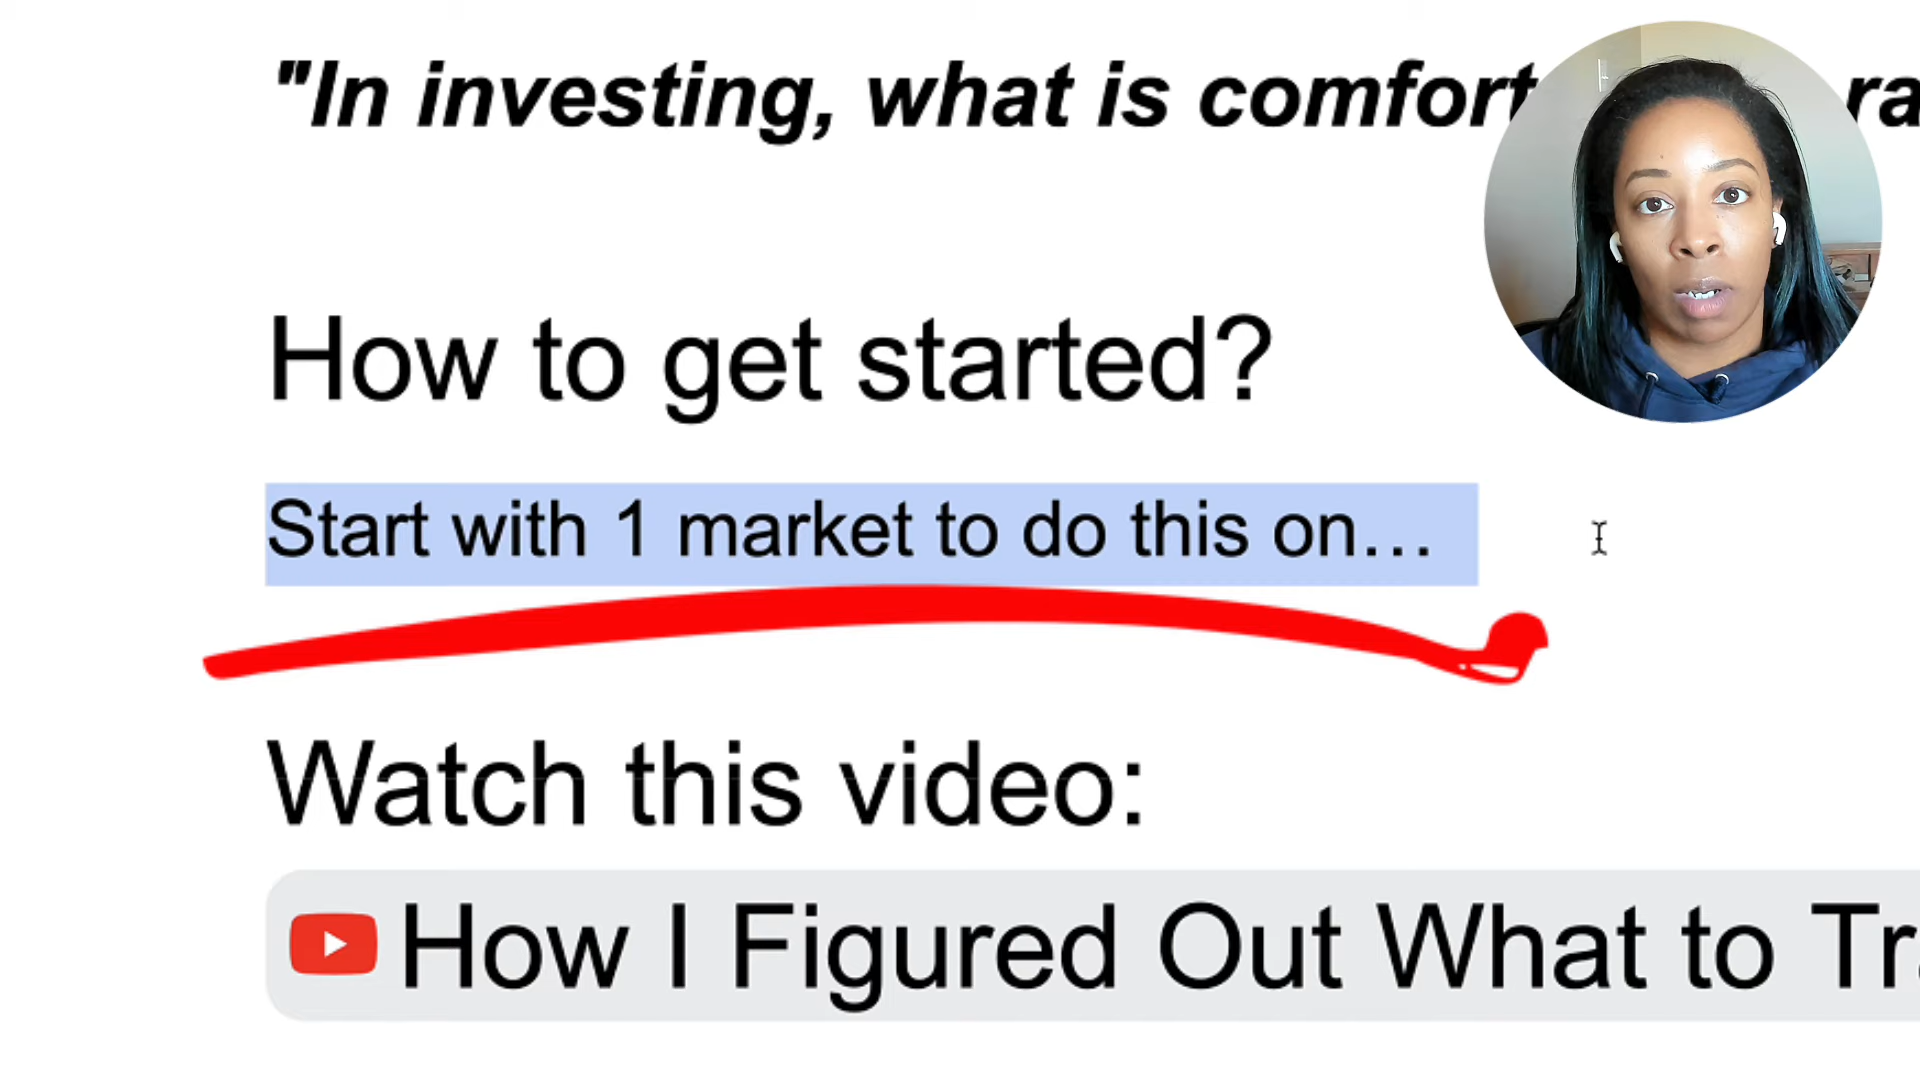 "In investing, what is comfort
How to get started?
Start with 1 market to do this on…
Watch this video:
How I Figured Out What to